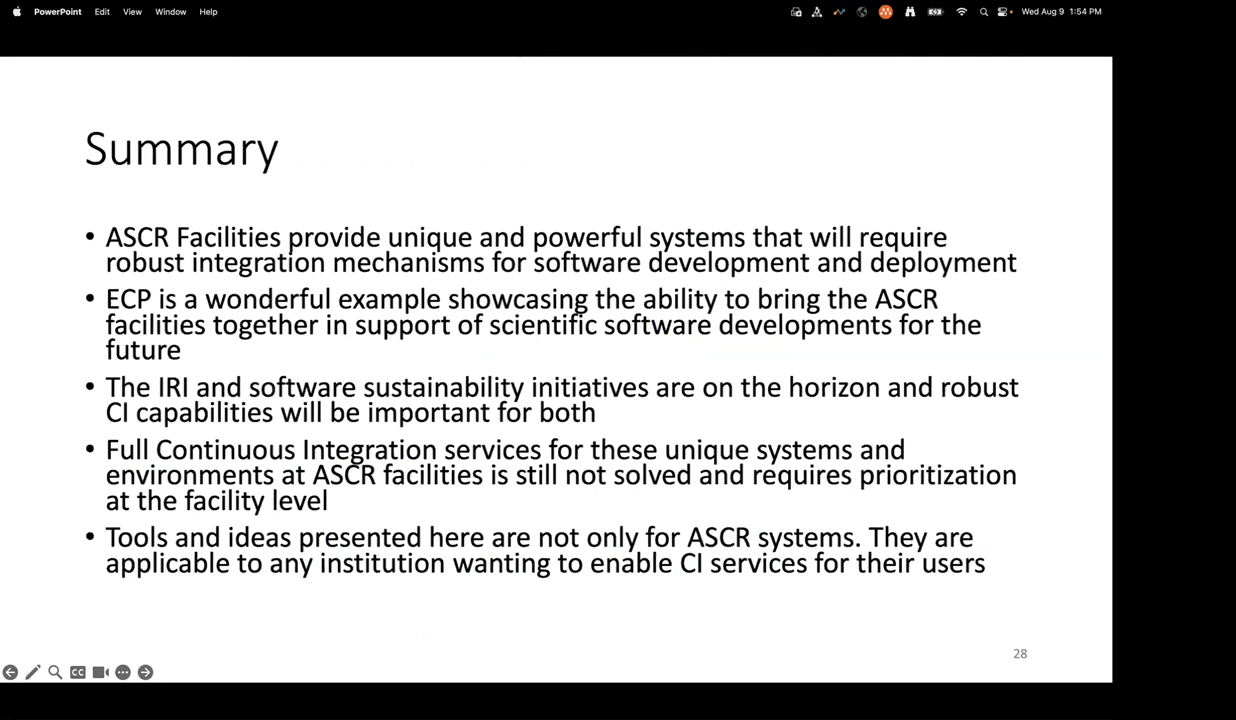 PowerPoint Edit View Window Help Wed Aug 9 1:54 PM
Summary
• ASCR Facilities provide unique and powerful systems that will require
robust integration mechanisms for software development and deployment
• ECP is a wonderful example showcasing the ability to bring the ASCR
facilities together in support of scientific software developments for the
future
• The IRI and software sustainability initiatives are on the horizon and robust
CI capabilities will be important for both
• Full Continuous Integration services for these unique systems and
environments at ASCR facilities is still not solved and requires prioritization
at the facility level
• Tools and ideas presented here are not only for ASCR systems. They are
applicable to any institution wanting to enable CI services for their users
28
CC